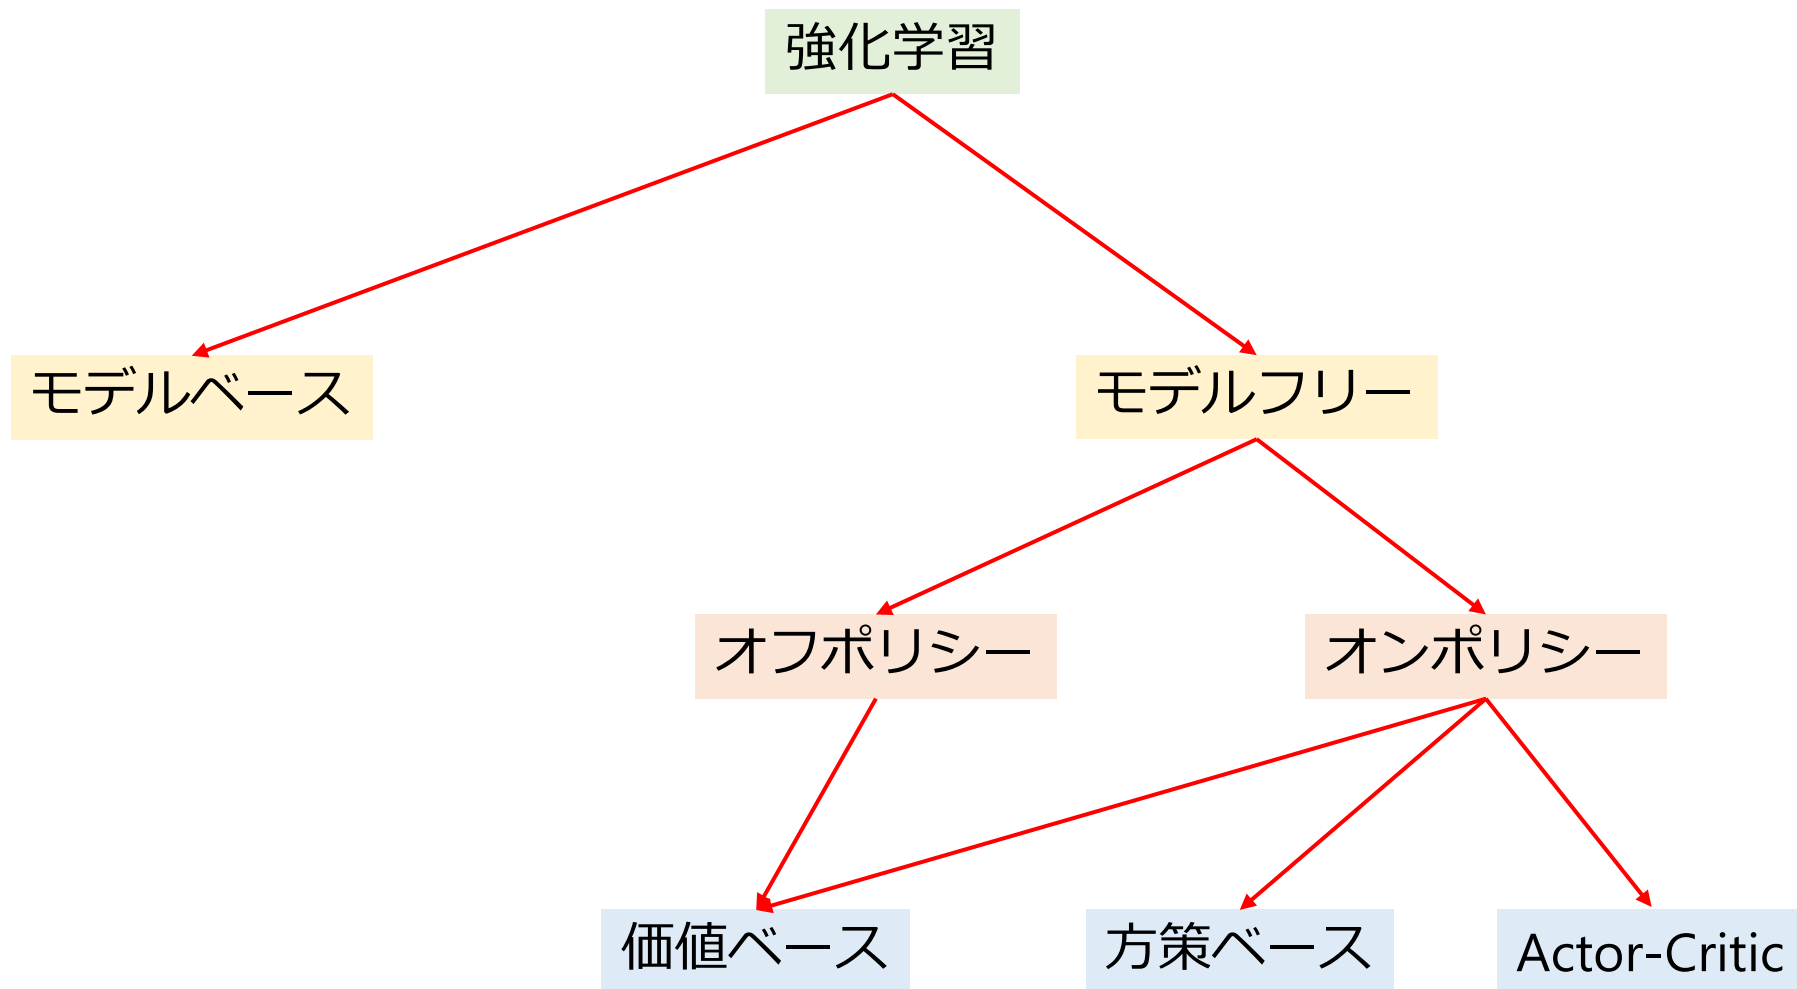 強化学習
モデルベース
モデルフリー
オフポリシー
オンポリシー
価値ベース
方策ベース
Actor-Critic